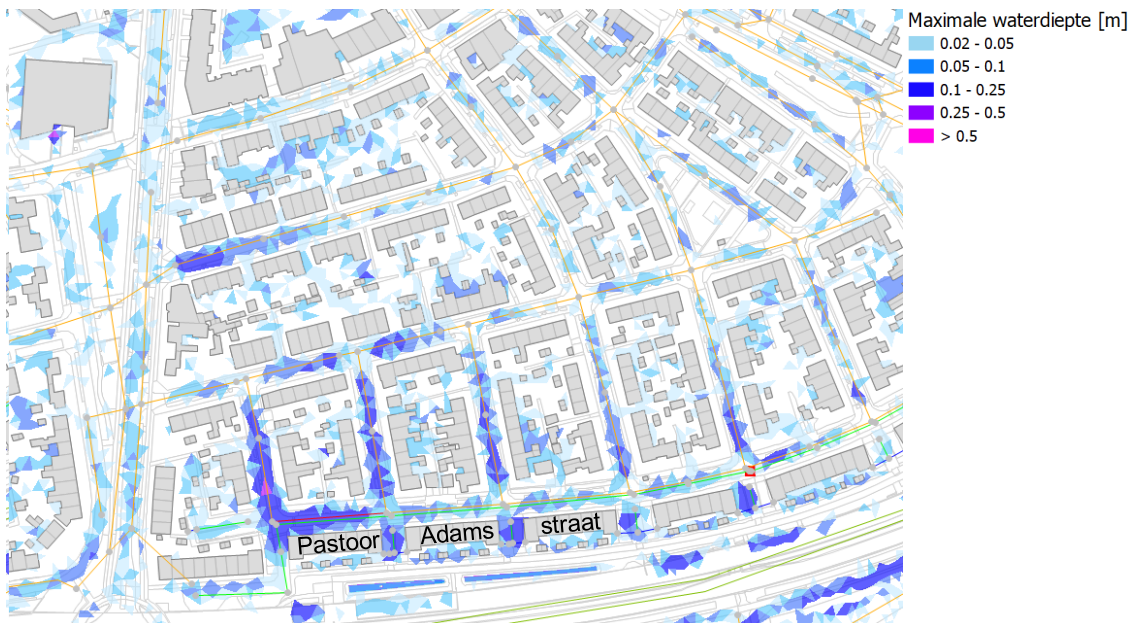 Maximale waterdiepte [m]
0.02 - 0.05
0.05 - 0.1
0.1 - 0.25
0.25 - 0.5
> 0.5
Pastoor Adams straat